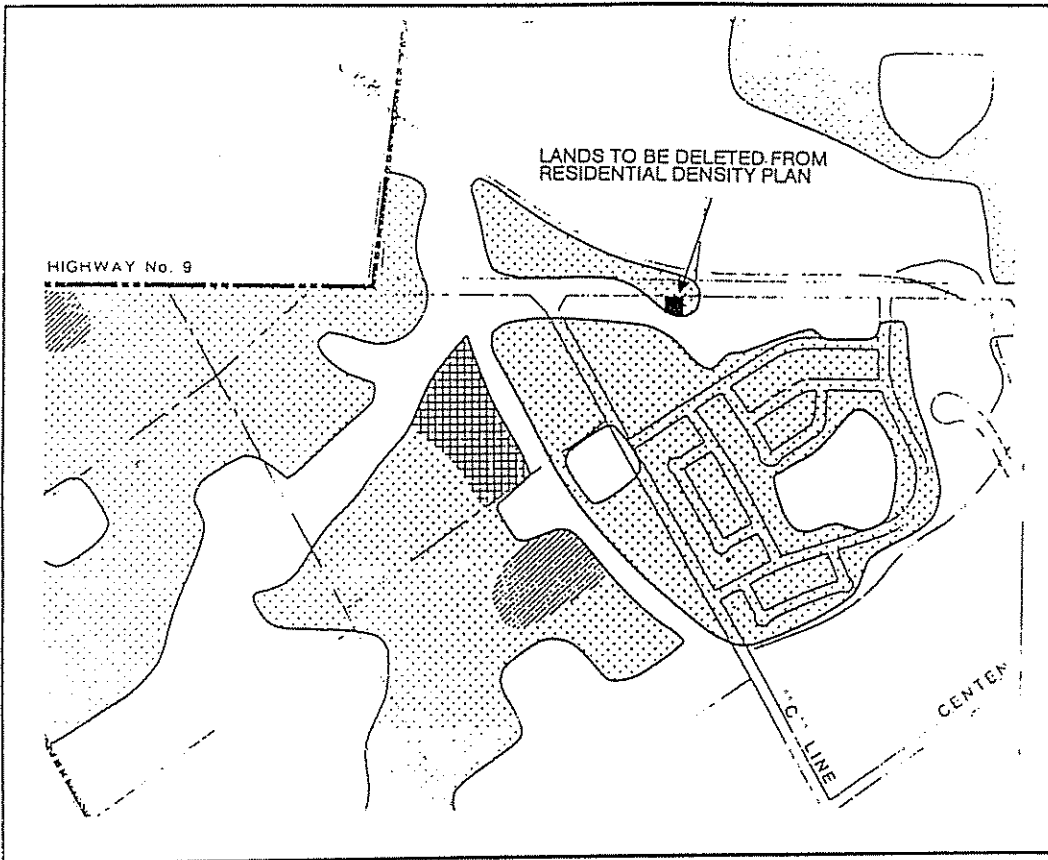 LANDS TO BE DELETED FROM
RESIDENTIAL DENSITY PLAN
HIGHWAY No. 9
"C" LINE
CENTEN